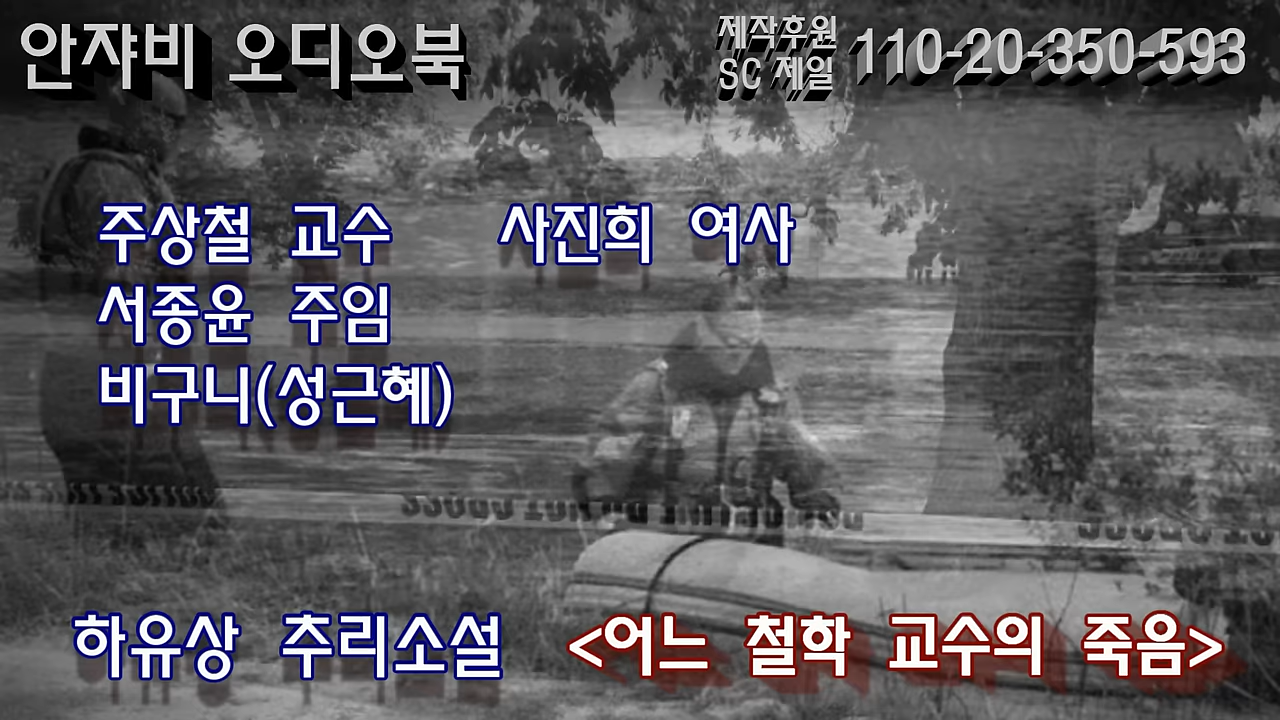 안쟈비 오디오북
제작후원
SC 제일
110-20-350-593
주상철 교수 사진희 여사
서종윤 주임
비구니(성근혜)
하유상 추리소설 <어느 철학 교수의 죽음>